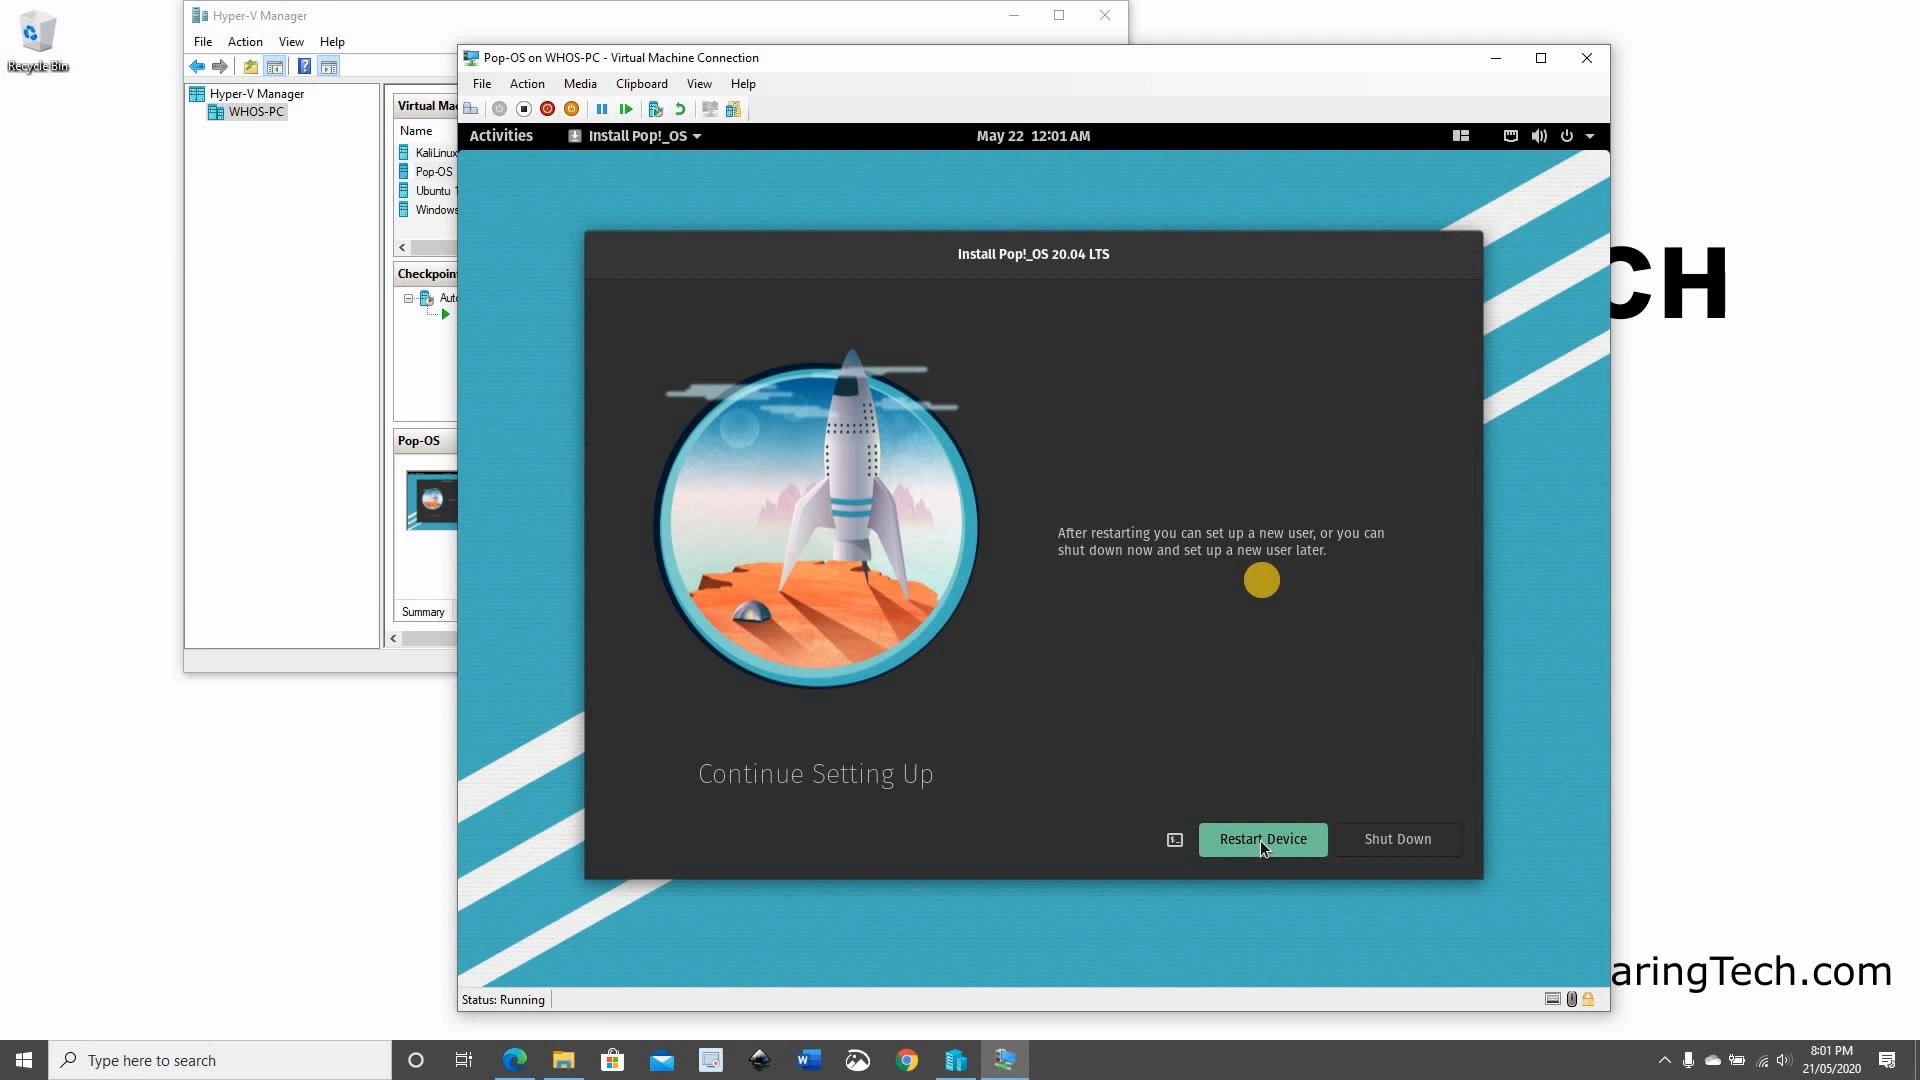 Recycle Bin
Hyper-V Manager
File Action View Help
Hyper-V Manager
WHOS-PC
Virtual Mac
Name
KaliLinux
Pop-OS
Ubuntu 1
Windows
Checkpoin
Auto
Pop-OS
Summary
Pop-OS on WHOS-PC - Virtual Machine Connection
File Action Media Clipboard View Help
Activities Install Pop!_OS May 22 12:01 AM
Install Pop!_OS 20.04 LTS
After restarting you can set up a new user, or you can
shut down now and set up a new user later.
Continue Setting Up
Restart Device Shut Down
Status: Running
CH
aringTech.com
Type here to search
8:01 PM
21/05/2020